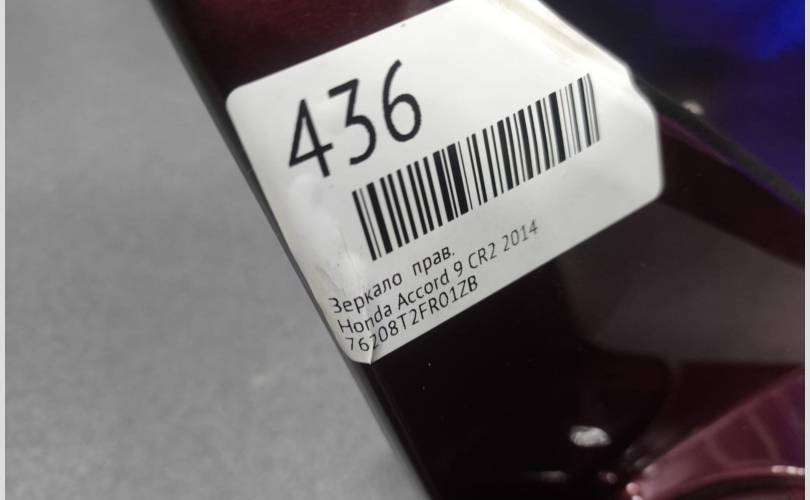 436
Зеркало прав.
Honda Accord 9 CR2 2014
76208T2FR01ZB